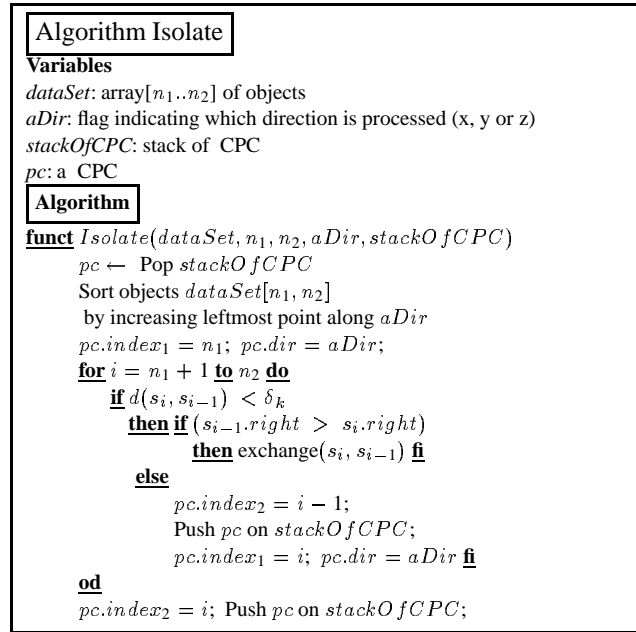 Algorithm Isolate
Variables
dataSet: array[n₁..n₂] of objects
aDir: flag indicating which direction is processed (x, y or z)
stackOfCPC: stack of CPC
pc: a CPC
Algorithm
funct Isolate(dataSet, n₁, n₂, aDir, stackOfCPC)
pc ← Pop stackOfCPC
Sort objects dataSet[n₁, n₂]
by increasing leftmost point along aDir
pc.index₁ = n₁; pc.dir = aDir;
for i = n₁ + 1 to n₂ do
if d(sᵢ, sᵢ₋₁) < δₖ
then if (sᵢ₋₁.right > sᵢ.right)
then exchange(sᵢ, sᵢ₋₁) fi
else
pc.index₂ = i − 1;
Push pc on stackOfCPC;
pc.index₁ = i; pc.dir = aDir fi
od
pc.index₂ = i; Push pc on stackOfCPC;